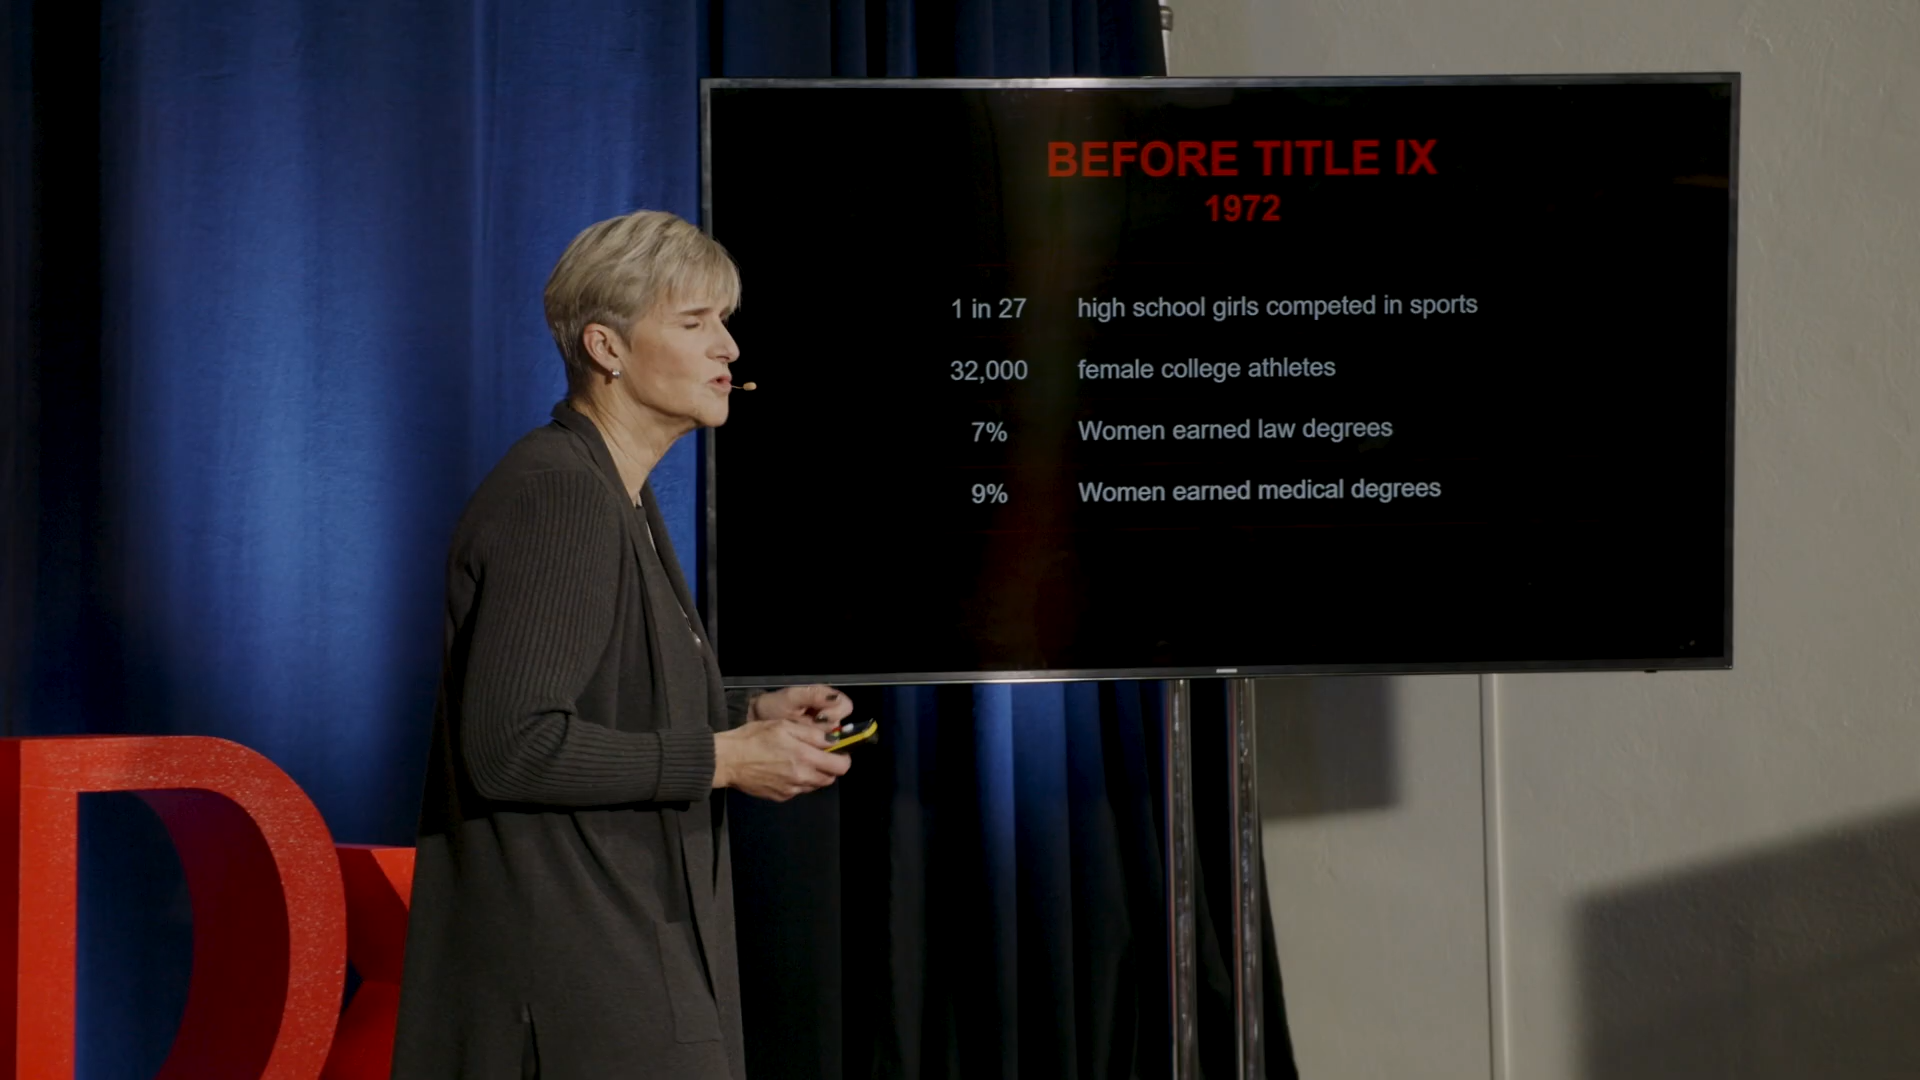 BEFORE TITLE IX
1972
1 in 27 high school girls competed in sports
32,000 female college athletes
7% Women earned law degrees
9% Women earned medical degrees
D